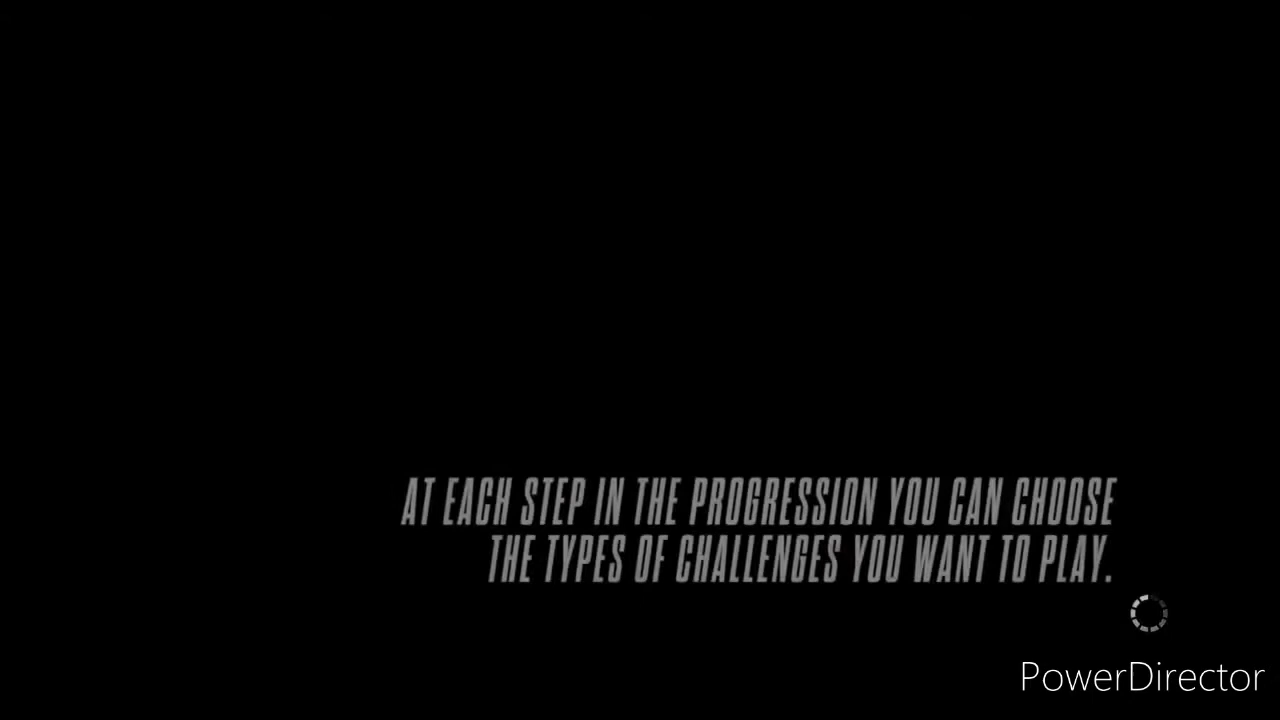 AT EACH STEP IN THE PROGRESSION YOU CAN CHOOSE
THE TYPES OF CHALLENGES YOU WANT TO PLAY.
PowerDirector